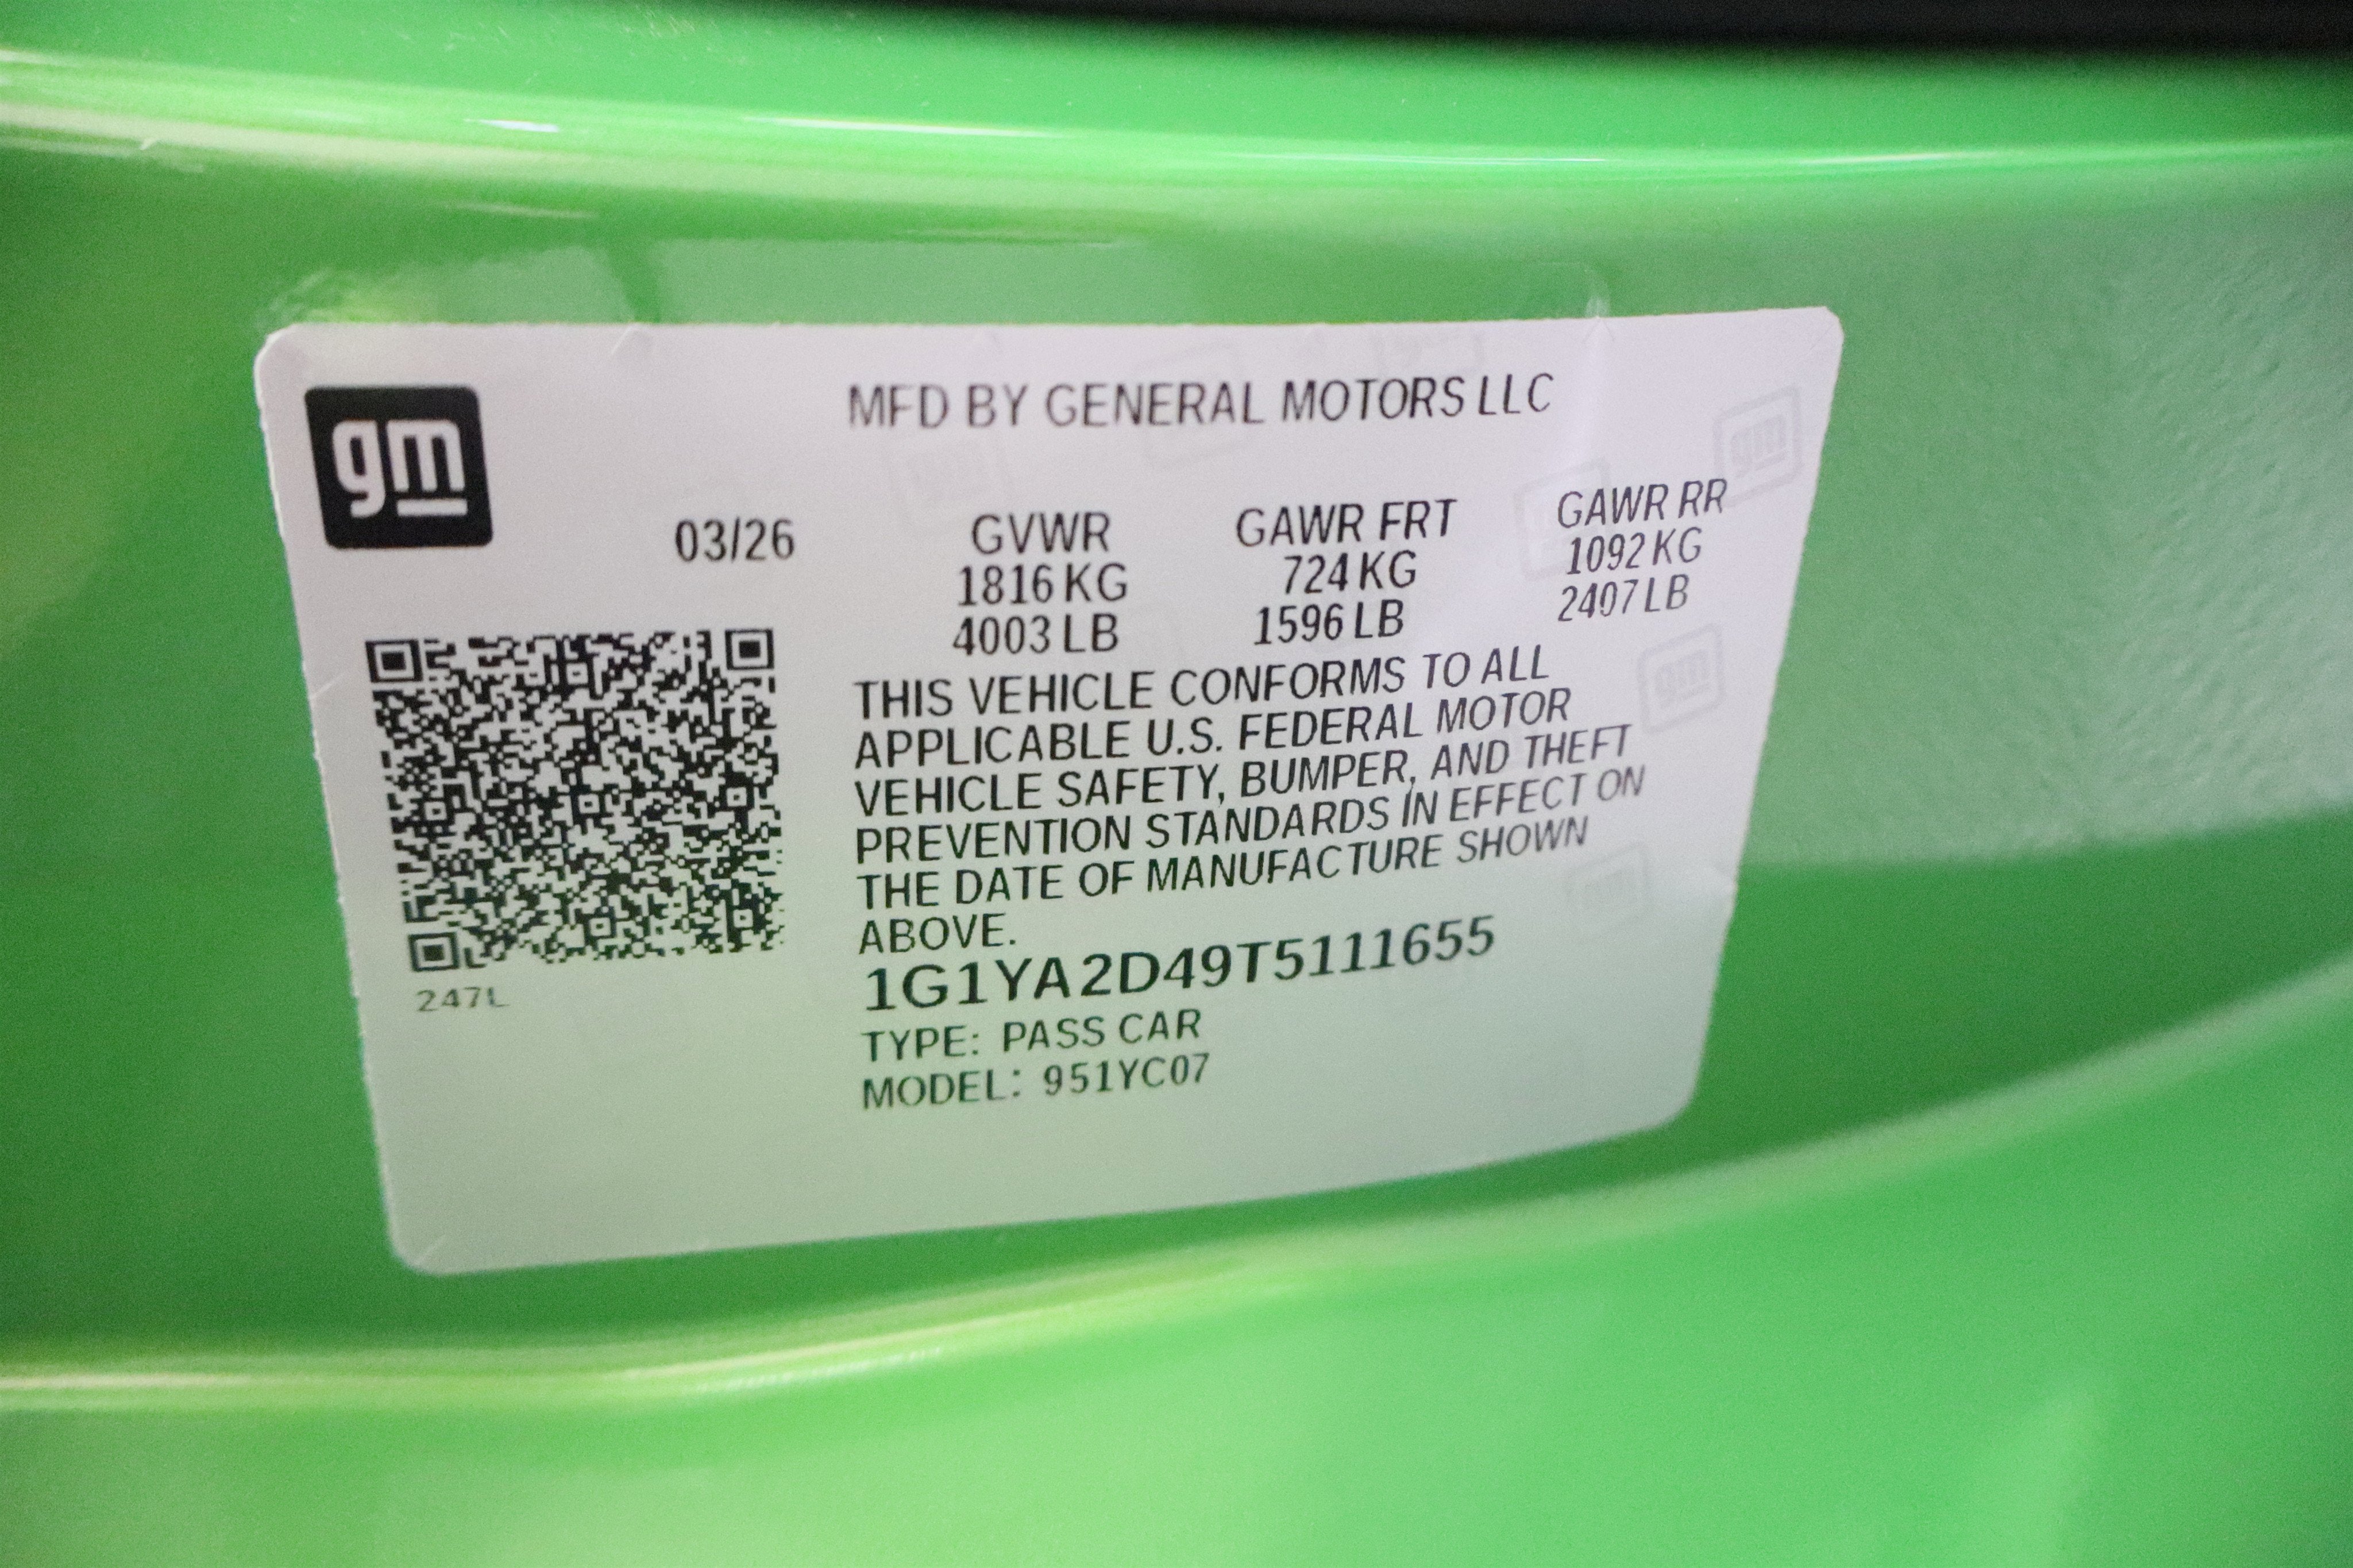 gm
MFD BY GENERAL MOTORS LLC
03/26
GVWR
1816 KG
4003 LB
GAWR FRT
724 KG
1596 LB
GAWR RR
1092 KG
2407 LB
THIS VEHICLE CONFORMS TO ALL
APPLICABLE U.S. FEDERAL MOTOR
VEHICLE SAFETY, BUMPER, AND THEFT
PREVENTION STANDARDS IN EFFECT ON
THE DATE OF MANUFACTURE SHOWN
ABOVE.
1G1YA2D49T5111655
TYPE: PASS CAR
MODEL: 951YC07
247L